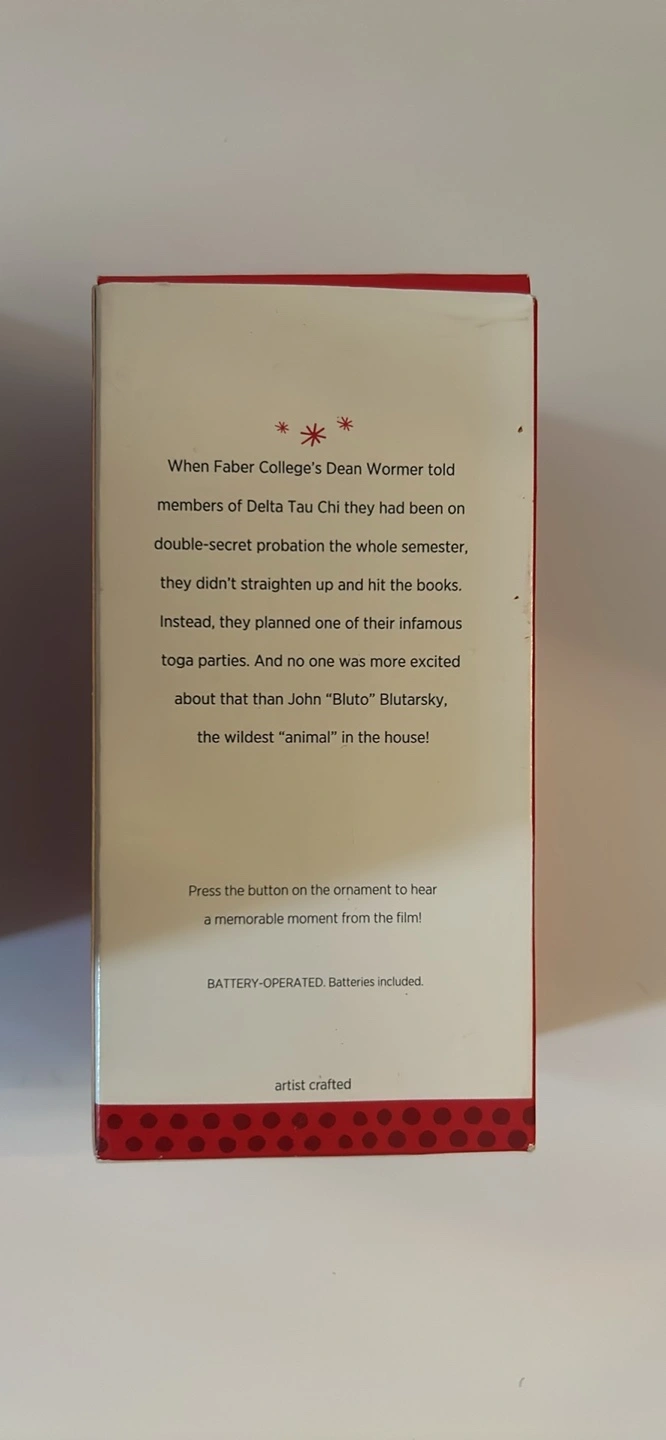 When Faber College’s Dean Wormer told
members of Delta Tau Chi they had been on
double-secret probation the whole semester,
they didn’t straighten up and hit the books.
Instead, they planned one of their infamous
toga parties. And no one was more excited
about that than John “Bluto” Blutarsky,
the wildest “animal” in the house!
Press the button on the ornament to hear
a memorable moment from the film!
BATTERY-OPERATED. Batteries included.
artist crafted